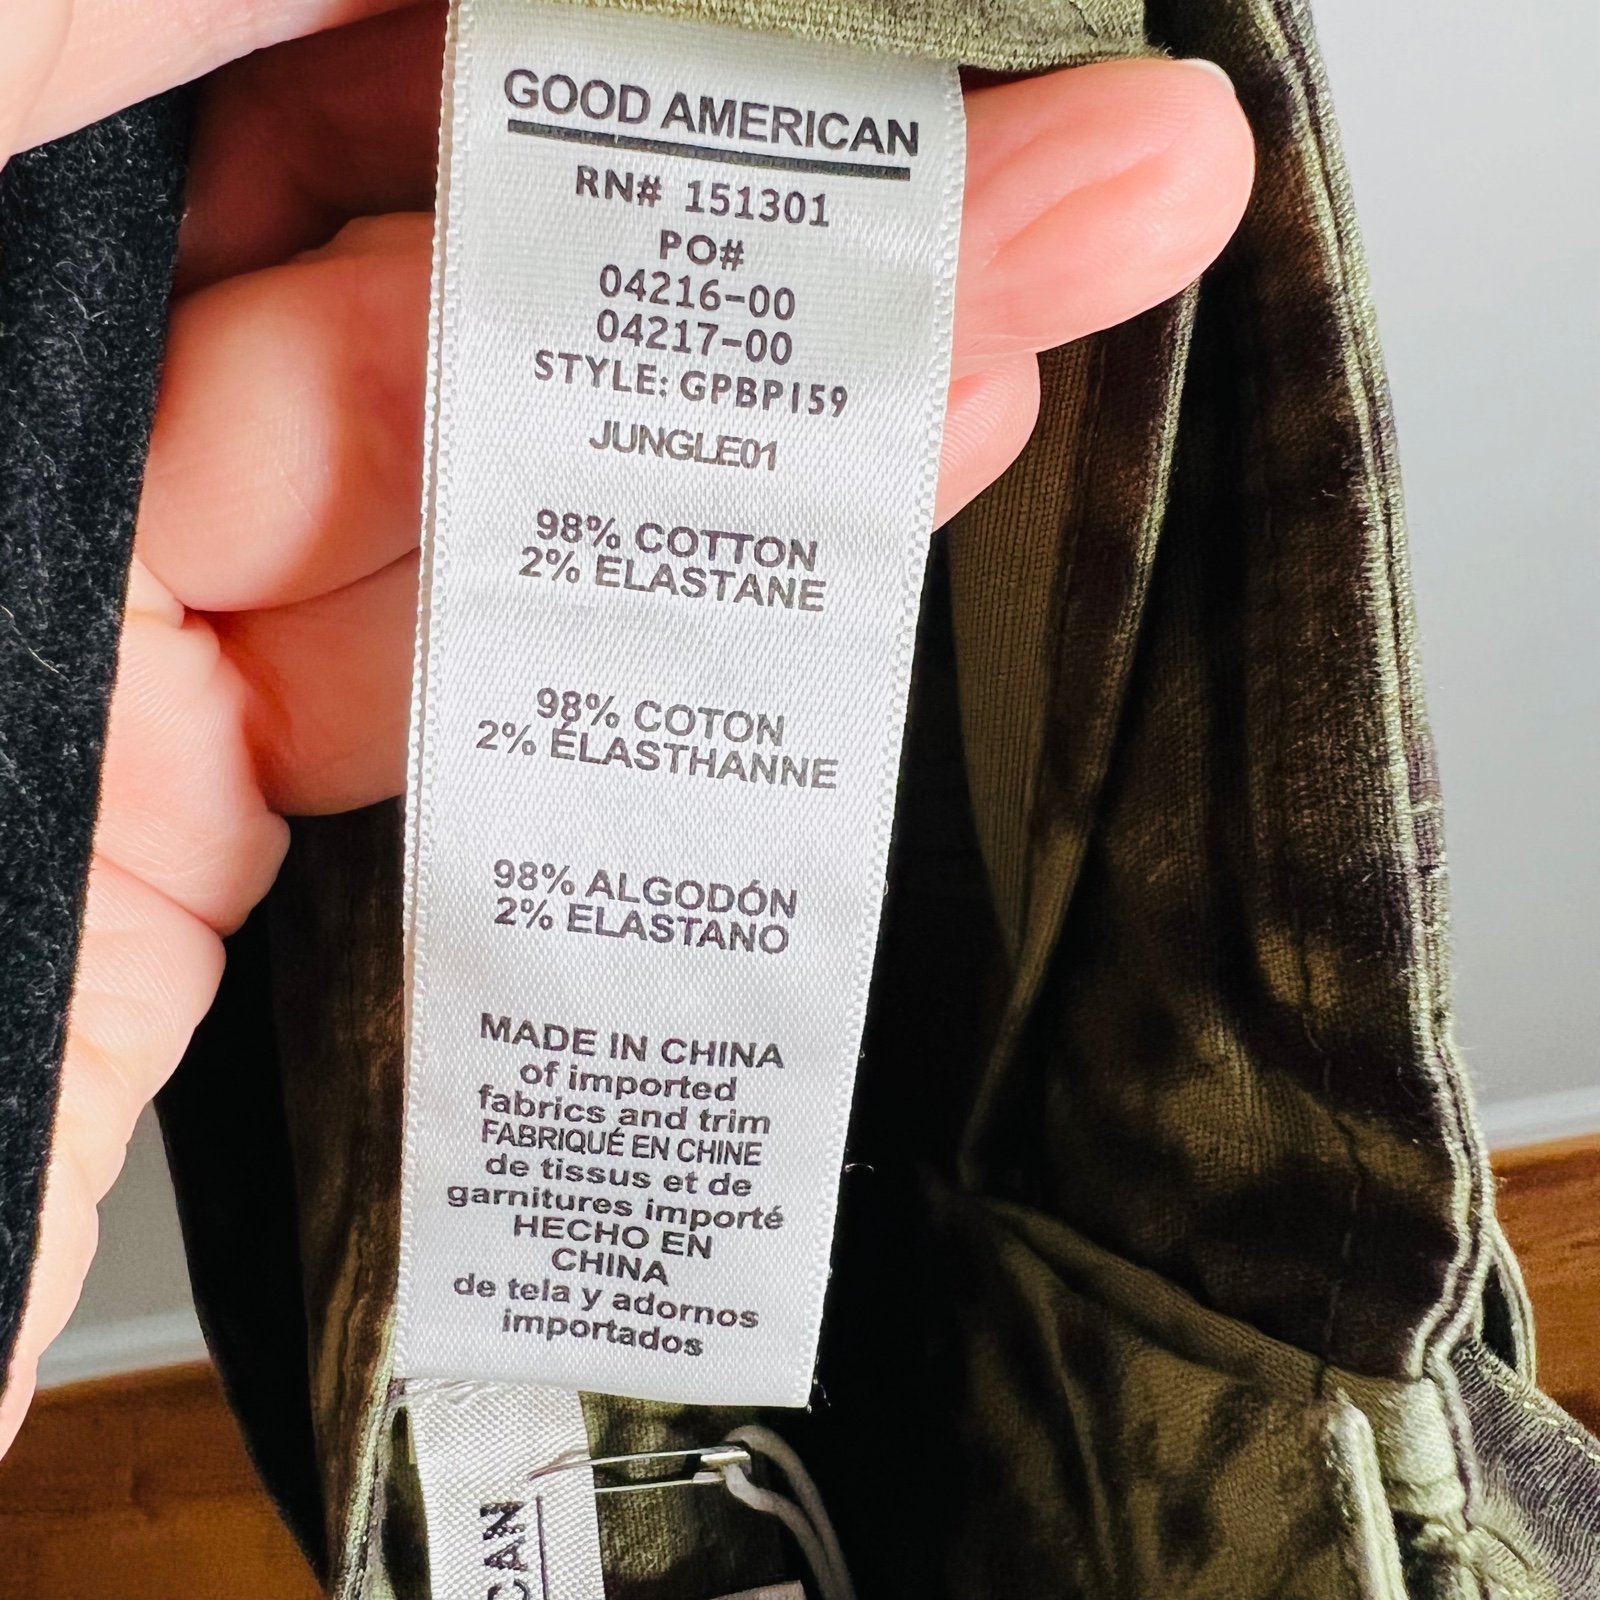 GOOD AMERICAN
RN# 151301
PO#
04216-00
04217-00
STYLE: GPBP159
JUNGLE01
98% COTTON
2% ELASTANE
98% COTON
2% ÉLASTHANNE
98% ALGODÓN
2% ELASTANO
MADE IN CHINA
of imported
fabrics and trim
FABRIQUÉ EN CHINE
de tissus et de
garnitures importé
HECHO EN
CHINA
de tela y adornos
importados
CAN